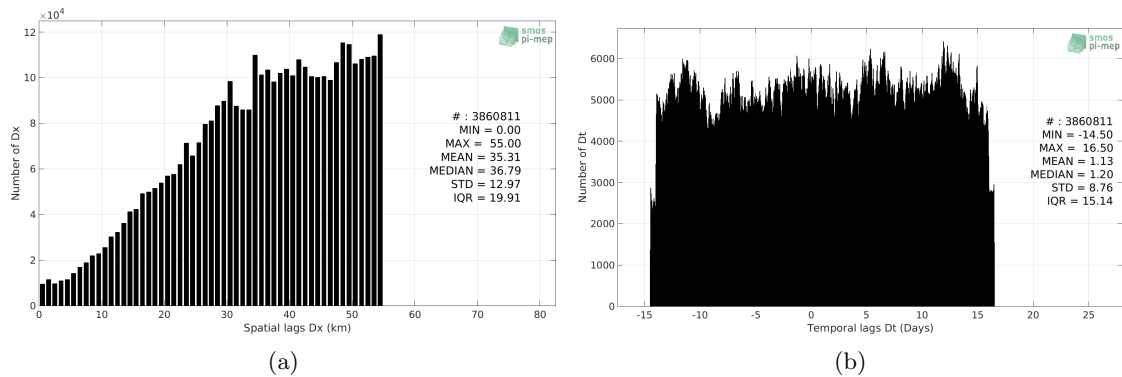 ×10⁴
12
10
8
6
4
2
0
Number of Dx
0 10 20 30 40 50 60 70 80
Spatial lags Dx (km)
smos
pi-mep
# : 3860811
MIN = 0.00
MAX = 55.00
MEAN = 35.31
MEDIAN = 36.79
STD = 12.97
IQR = 19.91
(a)
6000
5000
4000
3000
2000
1000
0
Number of Dt
-15 -10 -5 0 5 10 15 20 25
Temporal lags Dt (Days)
smos
pi-mep
# : 3860811
MIN = -14.50
MAX = 16.50
MEAN = 1.13
MEDIAN = 1.20
STD = 8.76
IQR = 15.14
(b)